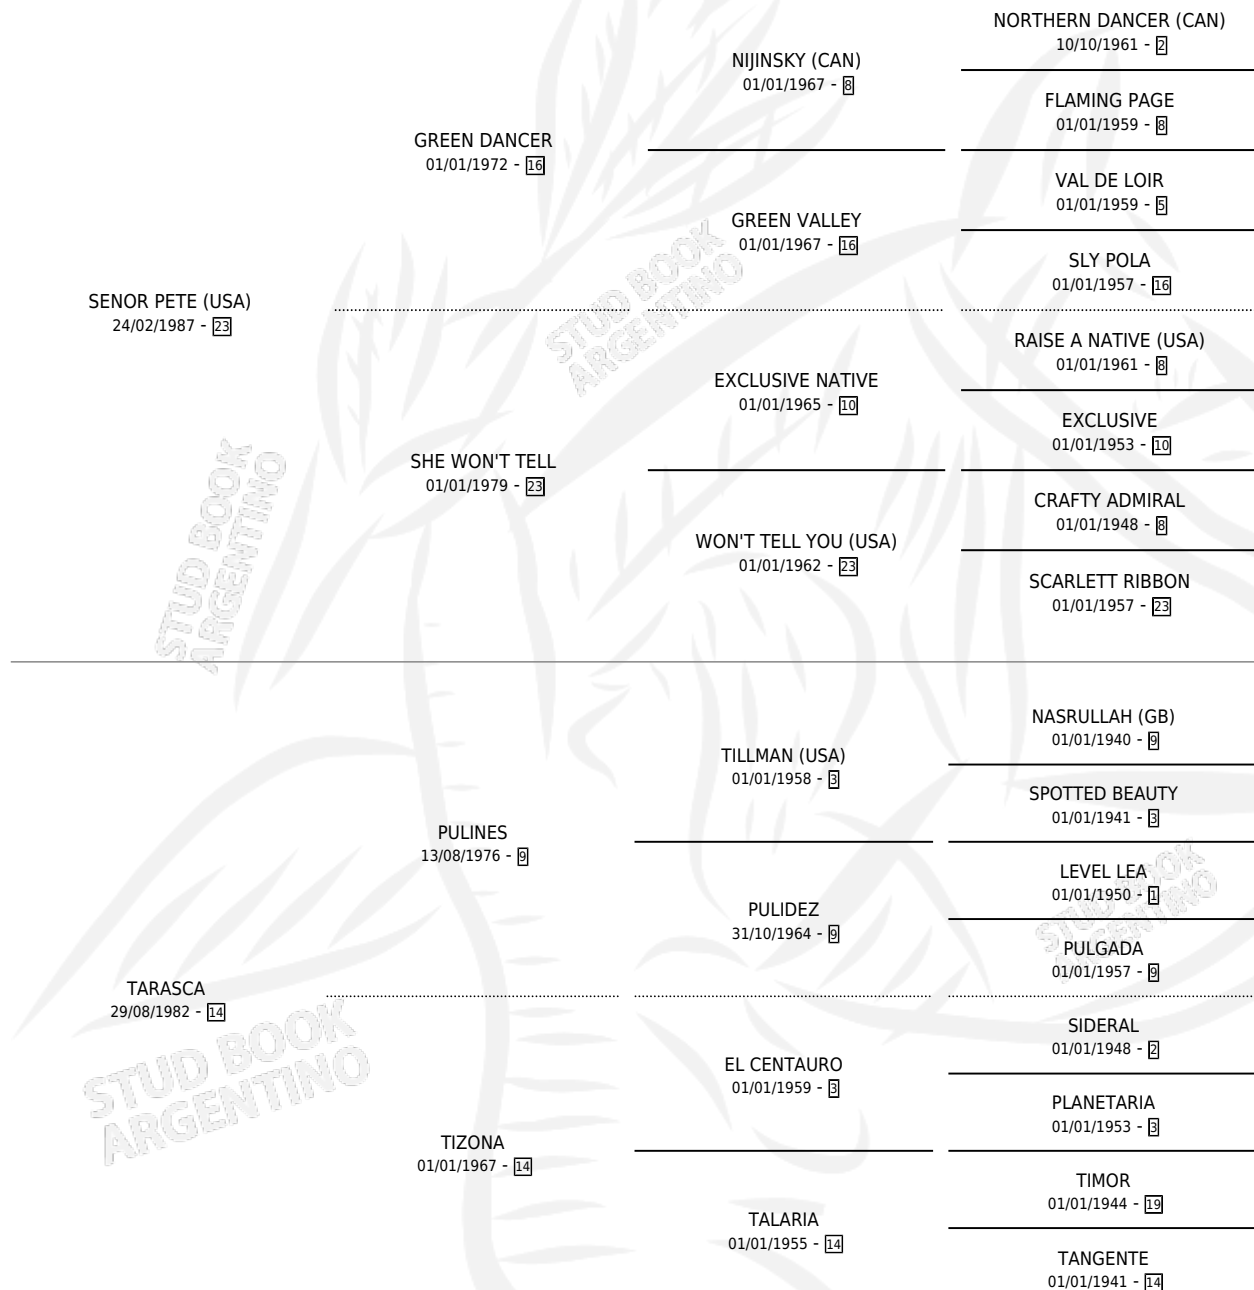 NORTHERN DANCER (CAN)
10/10/1961 - 2
NIJINSKY (CAN)
01/01/1967 - 8
FLAMING PAGE
01/01/1959 - 8
GREEN DANCER
01/01/1972 - 16
VAL DE LOIR
01/01/1959 - 5
GREEN VALLEY
01/01/1967 - 16
SLY POLA
01/01/1957 - 16
SENOR PETE (USA)
24/02/1987 - 23
RAISE A NATIVE (USA)
01/01/1961 - 8
EXCLUSIVE NATIVE
01/01/1965 - 10
EXCLUSIVE
01/01/1953 - 10
SHE WON'T TELL
01/01/1979 - 23
CRAFTY ADMIRAL
01/01/1948 - 8
WON'T TELL YOU (USA)
01/01/1962 - 23
SCARLETT RIBBON
01/01/1957 - 23
STUD BOOK
ARGENTINO
STUD BOOK
ARGENTINO
NASRULLAH (GB)
01/01/1940 - 9
TILLMAN (USA)
01/01/1958 - 3
SPOTTED BEAUTY
01/01/1941 - 3
PULINES
13/08/1976 - 9
LEVEL LEA
01/01/1950 - 1
PULIDEZ
31/10/1964 - 9
PULGADA
01/01/1957 - 9
STUD BOOK
ARGENTINO
TARASCA
29/08/1982 - 14
SIDERAL
01/01/1948 - 2
EL CENTAURO
01/01/1959 - 3
PLANETARIA
01/01/1953 - 3
STUD BOOK
ARGENTINO
TIZONA
01/01/1967 - 14
TIMOR
01/01/1944 - 19
TALARIA
01/01/1955 - 14
TANGENTE
01/01/1941 - 14